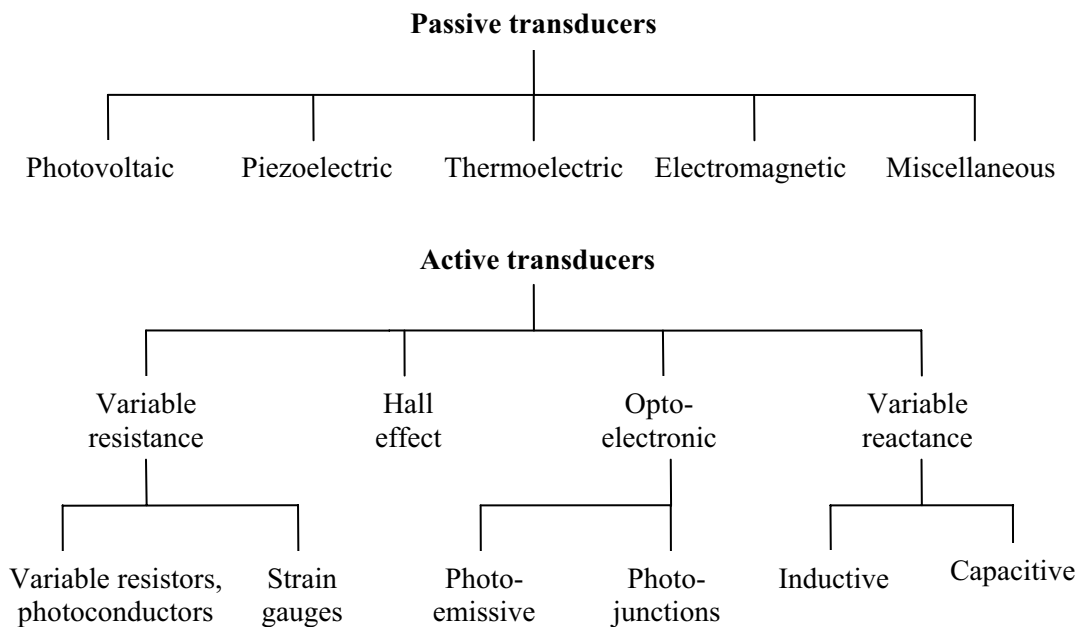 Passive transducers
Photovoltaic Piezoelectric Thermoelectric Electromagnetic Miscellaneous
Active transducers
Variable resistance
Hall effect
Opto-
electronic
Variable reactance
Variable resistors,
photoconductors
Strain
gauges
Photo-
emissive
Photo-
junctions
Inductive
Capacitive